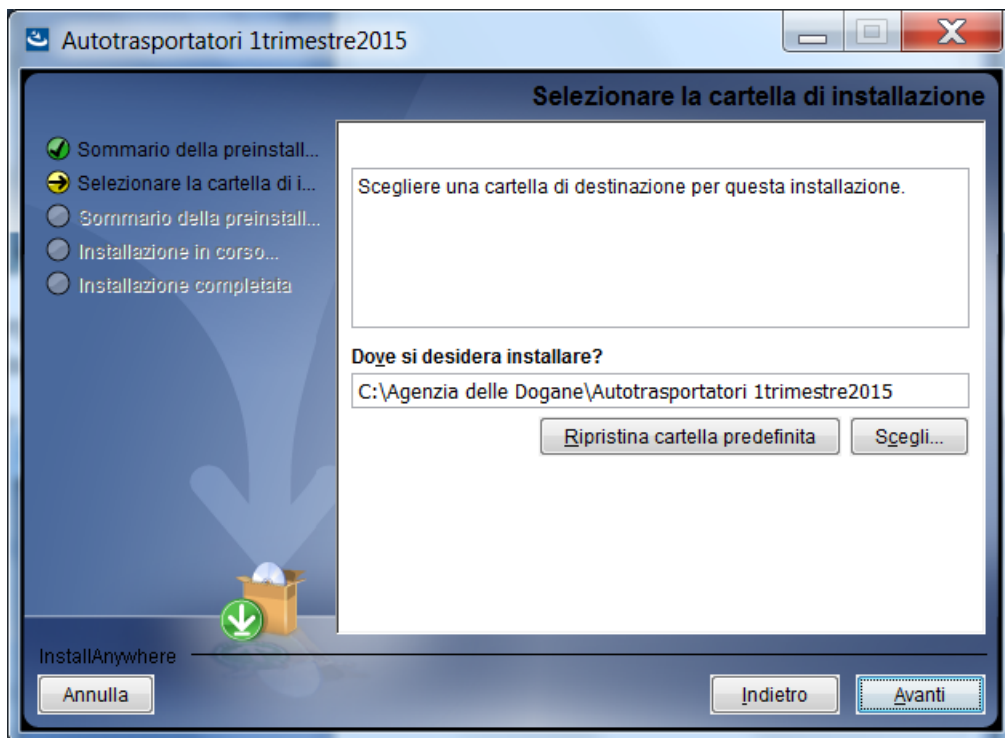 Autotrasportatori 1trimestre2015
Selezionare la cartella di installazione
Sommario della preinstall...
Selezionare la cartella di i...
Sommario della preinstall...
Installazione in corso...
Installazione completata
Scegliere una cartella di destinazione per questa installazione.
Dove si desidera installare?
C:\Agenzia delle Dogane\Autotrasportatori 1trimestre2015
Ripristina cartella predefinita
Scegli...
InstallAnywhere
Annulla
Indietro
Avanti